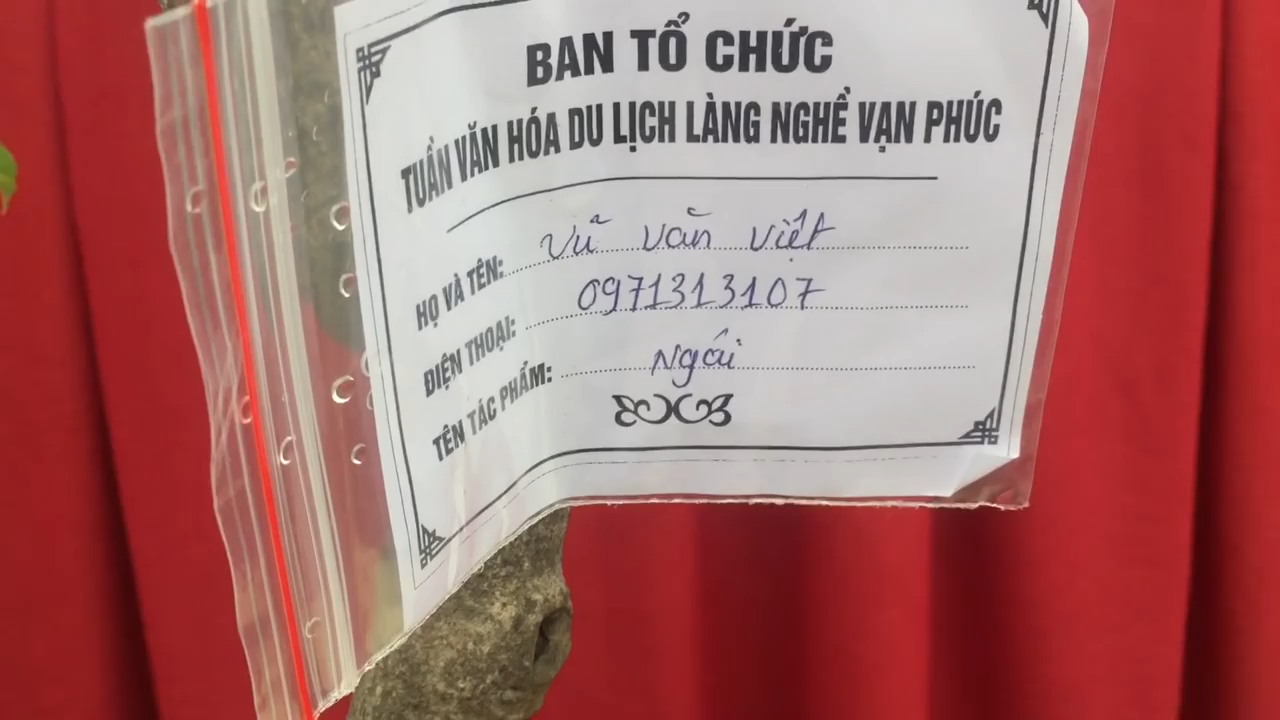 BAN TỔ CHỨC
TUẦN VĂN HÓA DU LỊCH LÀNG NGHỀ VẠN PHÚC
HỌ VÀ TÊN: Vũ Văn Việt
ĐIỆN THOẠI: 0971313107
TÊN TÁC PHẨM: Ngái